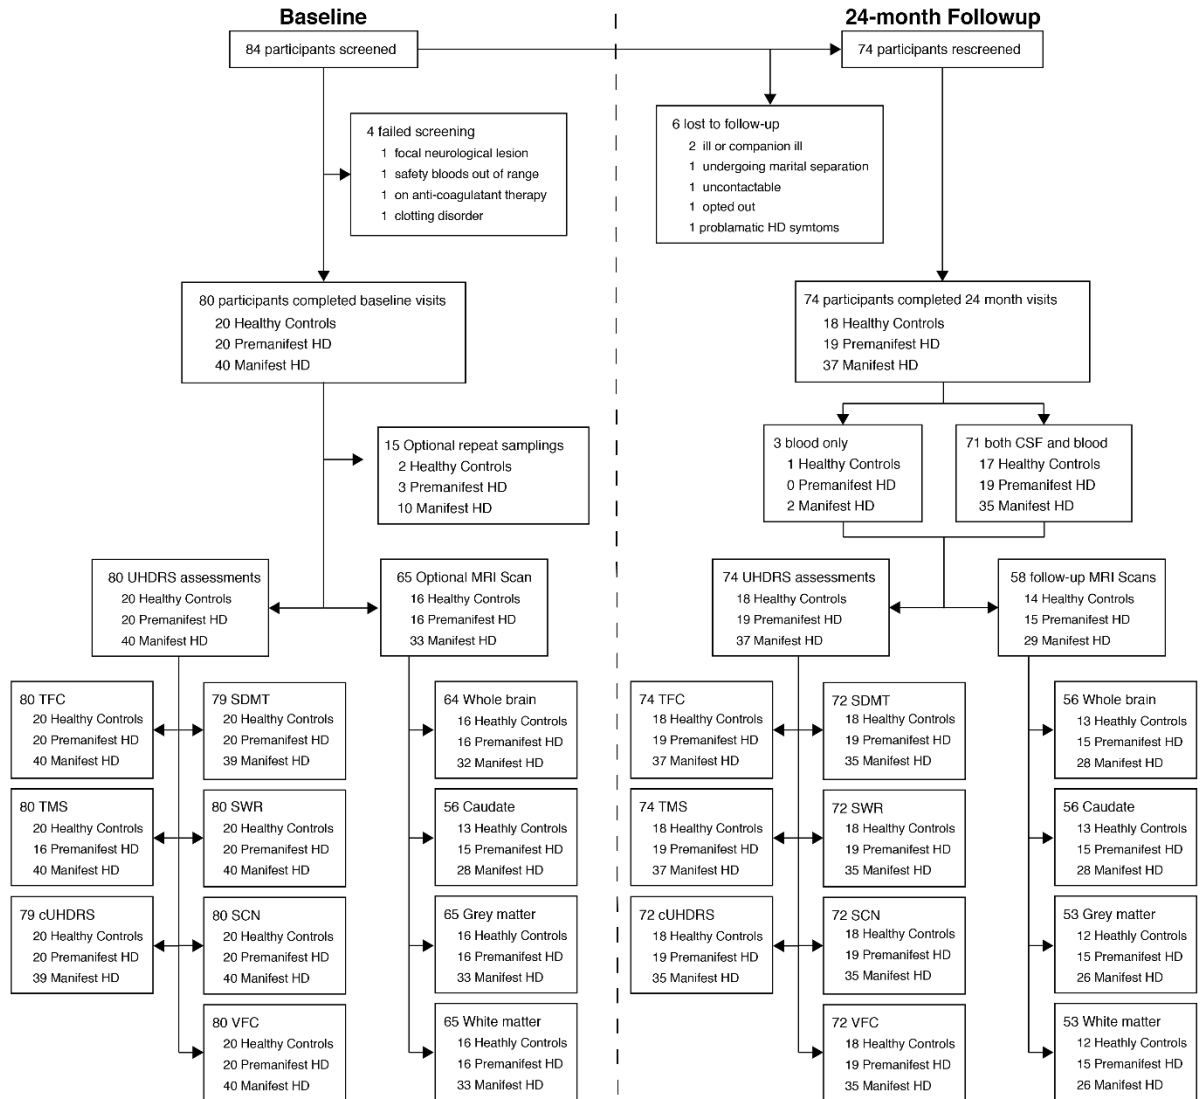 Baseline
84 participants screened
4 failed screening
1 focal neurological lesion
1 safety bloods out of range
1 on anti-coagulatant therapy
1 clotting disorder
80 participants completed baseline visits
20 Healthy Controls
20 Premanifest HD
40 Manifest HD
15 Optional repeat samplings
2 Healthy Controls
3 Premanifest HD
10 Manifest HD
80 UHDRS assessments
20 Healthy Controls
20 Premanifest HD
40 Manifest HD
65 Optional MRI Scan
16 Healthy Controls
16 Premanifest HD
33 Manifest HD
80 TFC
20 Healthy Controls
20 Premanifest HD
40 Manifest HD
79 SDMT
20 Healthy Controls
20 Premanifest HD
39 Manifest HD
64 Whole brain
16 Heathly Controls
16 Premanifest HD
32 Manifest HD
80 TMS
20 Healthy Controls
16 Premanifest HD
40 Manifest HD
80 SWR
20 Healthy Controls
20 Premanifest HD
40 Manifest HD
56 Caudate
13 Heathly Controls
15 Premanifest HD
28 Manifest HD
79 cUHDRS
20 Healthy Controls
20 Premanifest HD
39 Manifest HD
80 SCN
20 Healthy Controls
20 Premanifest HD
40 Manifest HD
65 Grey matter
16 Heathly Controls
16 Premanifest HD
33 Manifest HD
80 VFC
20 Healthy Controls
20 Premanifest HD
40 Manifest HD
65 White matter
16 Heathly Controls
16 Premanifest HD
33 Manifest HD
24-month Followup
74 participants rescreened
6 lost to follow-up
2 ill or companion ill
1 undergoing marital separation
1 uncontactable
1 opted out
1 problamatic HD symtoms
74 participants completed 24 month visits
18 Healthy Controls
19 Premanifest HD
37 Manifest HD
3 blood only
1 Healthy Controls
0 Premanifest HD
2 Manifest HD
71 both CSF and blood
17 Healthy Controls
19 Premanifest HD
35 Manifest HD
74 UHDRS assessments
18 Healthy Controls
19 Premanifest HD
37 Manifest HD
58 follow-up MRI Scans
14 Healthy Controls
15 Premanifest HD
29 Manifest HD
74 TFC
18 Healthy Controls
19 Premanifest HD
37 Manifest HD
72 SDMT
18 Healthy Controls
19 Premanifest HD
35 Manifest HD
56 Whole brain
13 Heathly Controls
15 Premanifest HD
28 Manifest HD
74 TMS
18 Healthy Controls
19 Premanifest HD
37 Manifest HD
72 SWR
18 Healthy Controls
19 Premanifest HD
35 Manifest HD
56 Caudate
13 Heathly Controls
15 Premanifest HD
28 Manifest HD
72 cUHDRS
18 Healthy Controls
19 Premanifest HD
35 Manifest HD
72 SCN
18 Healthy Controls
19 Premanifest HD
35 Manifest HD
53 Grey matter
12 Heathly Controls
15 Premanifest HD
26 Manifest HD
72 VFC
18 Healthy Controls
19 Premanifest HD
35 Manifest HD
53 White matter
12 Heathly Controls
15 Premanifest HD
26 Manifest HD